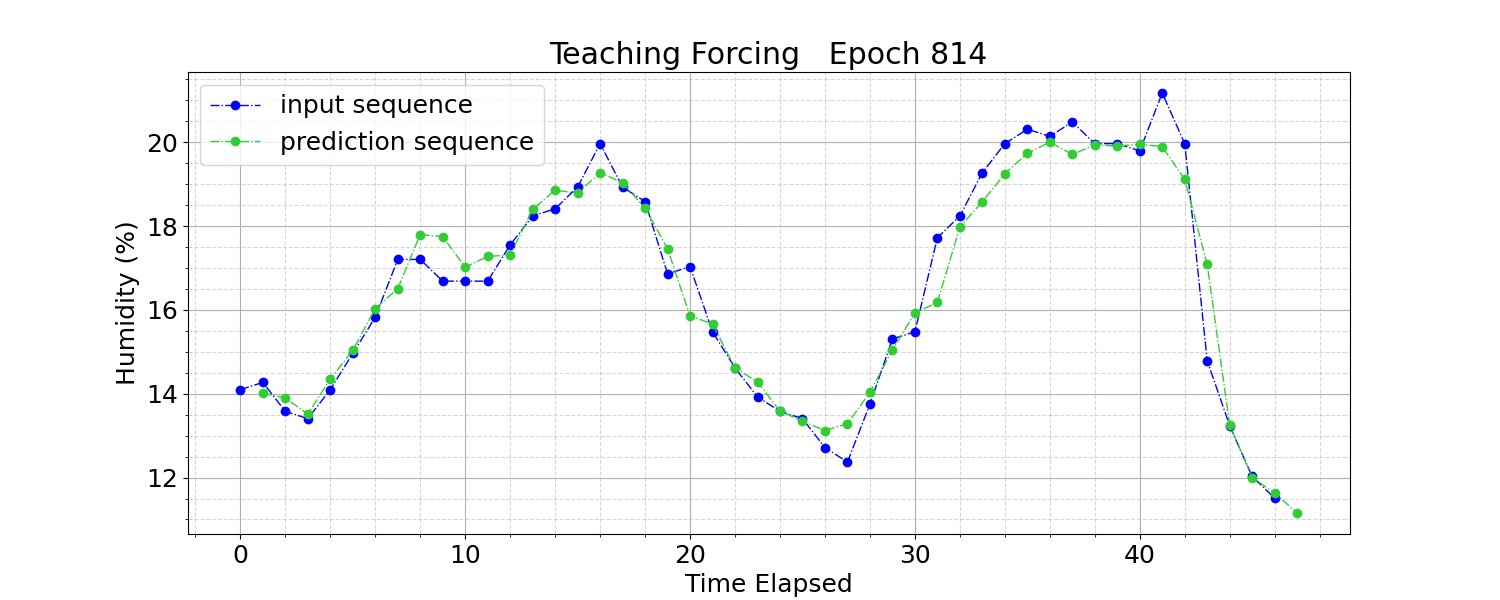 Teaching Forcing   Epoch 814
input sequence
prediction sequence
Humidity (%)
20
18
16
14
12
0 10 20 30 40
Time Elapsed